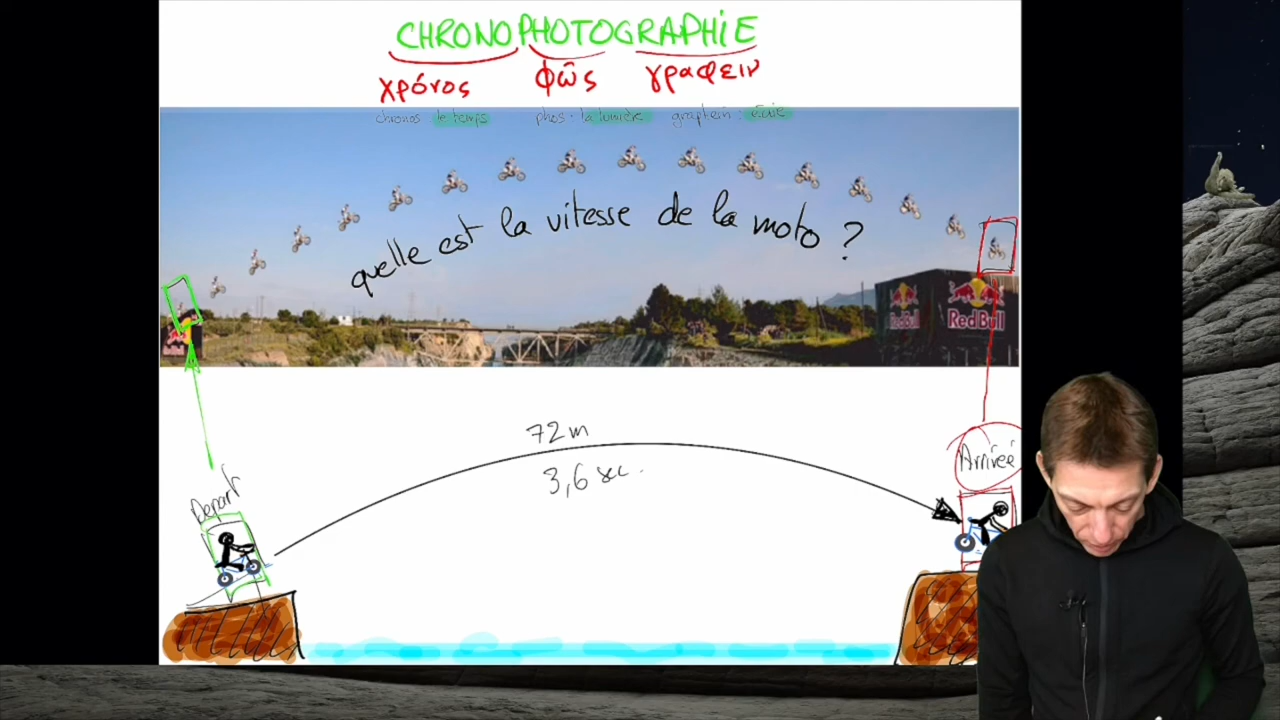 CHRONOPHOTOGRAPHIE
χρόνος φῶς γραφειν
chronos le temps phos : la lumière graphein : écrire
quelle est la vitesse de la moto ?
RedBull RedBull
72m
3,6 sec.
Départ
Arrivée